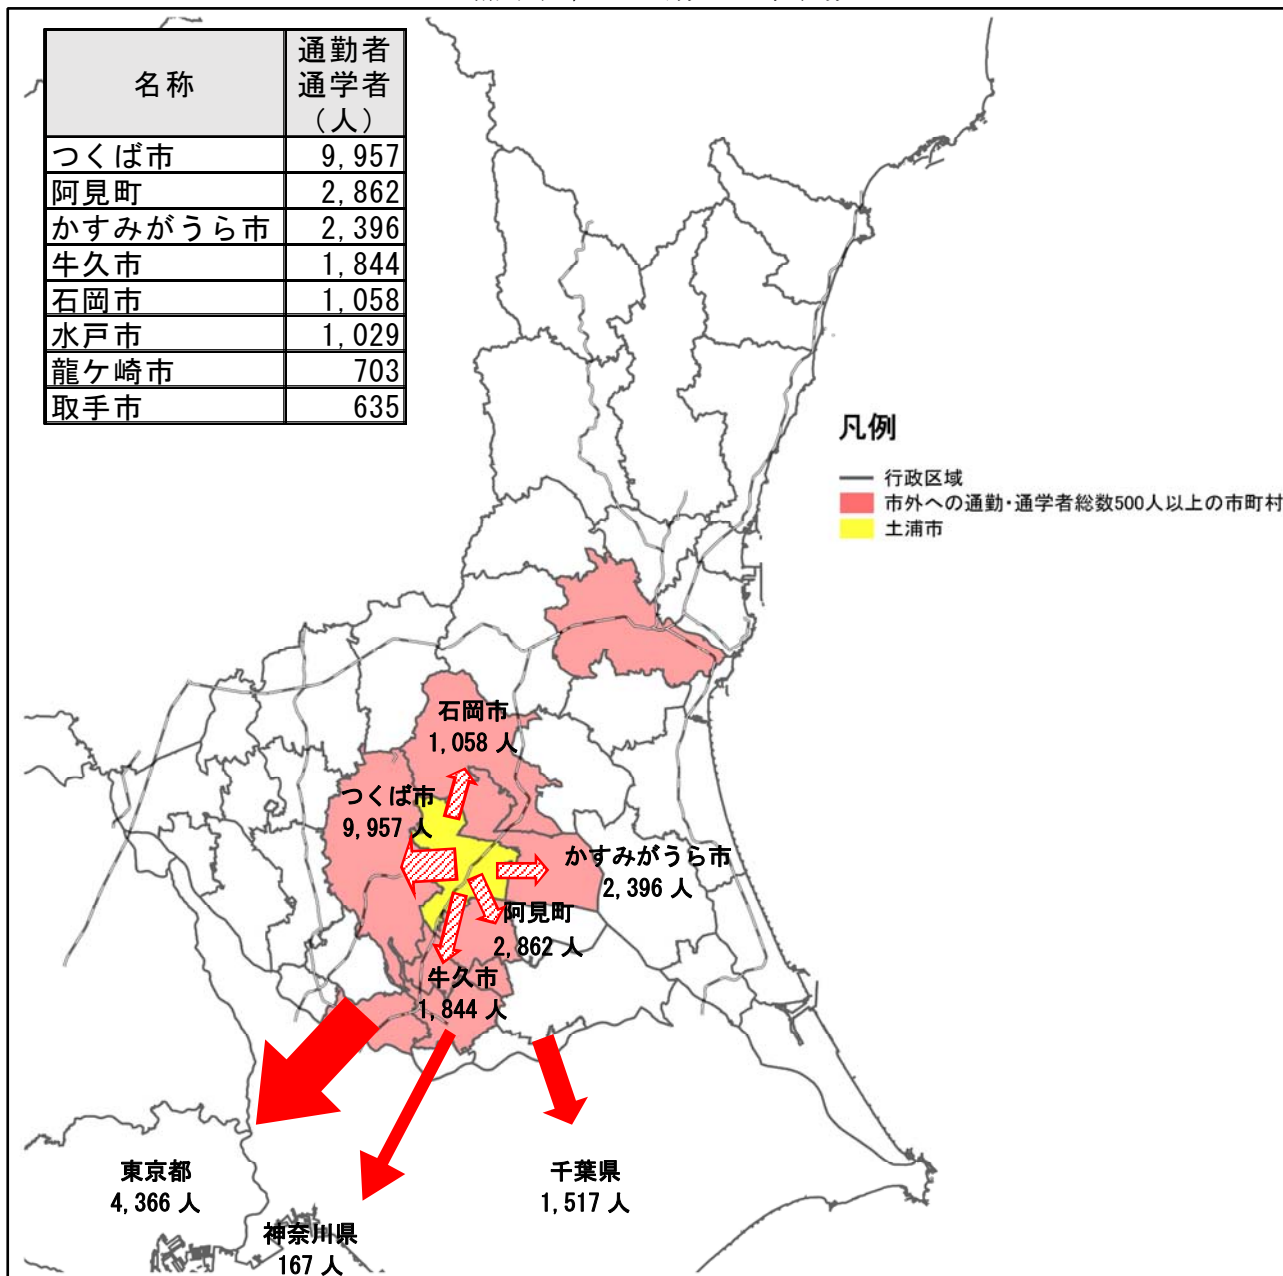 名称
通勤者
通学者
(人)
つくば市 9,957
阿見町 2,862
かすみがうら市 2,396
牛久市 1,844
石岡市 1,058
水戸市 1,029
龍ケ崎市 703
取手市 635
凡例
行政区域
市外への通勤・通学者総数500人以上の市町村
土浦市
石岡市
1,058 人
つくば市
9,957 人
かすみがうら市
2,396 人
阿見町
2,862 人
牛久市
1,844 人
東京都
4,366 人
千葉県
1,517 人
神奈川県
167 人